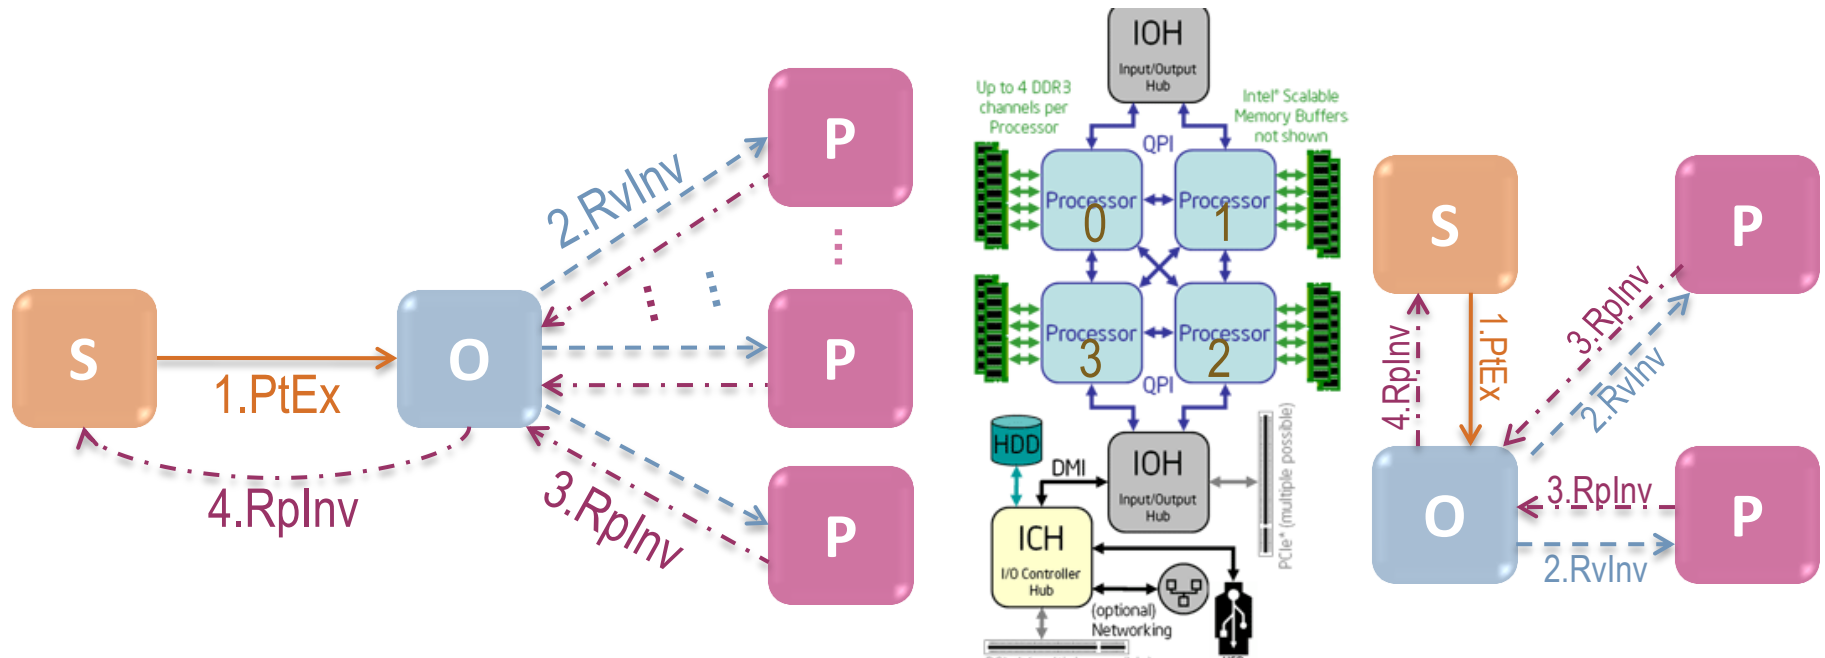 P
2.RvInv
S
1.PtEx
O
P
4.RpInv
3.RpInv
P
IOH
Input/Output
Hub
Up to 4 DDR3
channels per
Processor
Intel® Scalable
Memory Buffers
not shown
QPI
Processor
0
Processor
1
Processor
3
Processor
2
QPI
HDD
DMI
IOH
Input/Output
Hub
PCIe* (multiple possible)
ICH
I/O Controller
Hub
(optional)
Networking
S
P
4.RpInv
1.PtEx
3.RpInv
2.RvInv
O
3.RpInv
2.RvInv
P